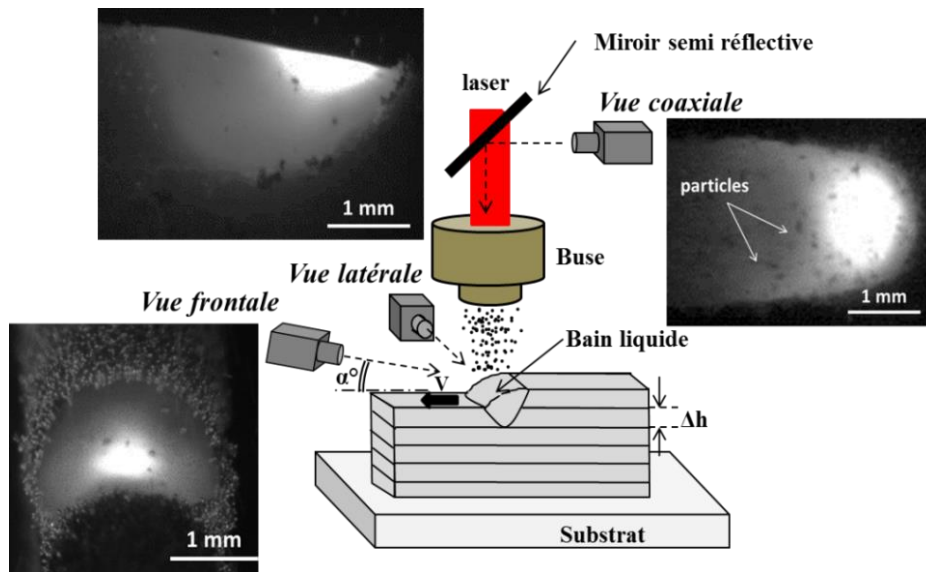 Miroir semi réflective
laser
Vue coaxiale
particles
1 mm
1 mm
Buse
Vue latérale
Vue frontale
Bain liquide
α°
V
Δh
1 mm
Substrat